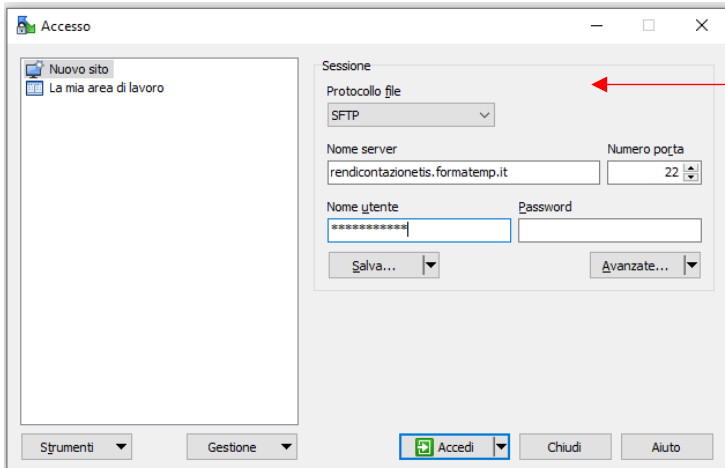 Accesso
Nuovo sito
La mia area di lavoro
Sessione
Protocollo file
SFTP
Nome server
Numero porta
rendicontazionetis.formatemp.it
22
Nome utente
Password
***********
Salva...
Avanzate...
Strumenti
Gestione
Accedi
Chiudi
Aiuto